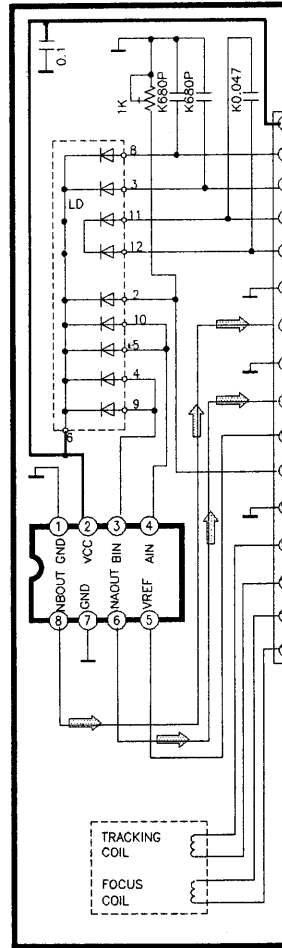 0.1
1K
K680P
K680P
K0.047
8
LD
3
11
12
2
10
5
4
9
6
1 2 3 4
GND VCC BIN AIN
NBOUT GND NAOUT VREF
8 7 6 5
TRACKING
COIL
FOCUS
COIL